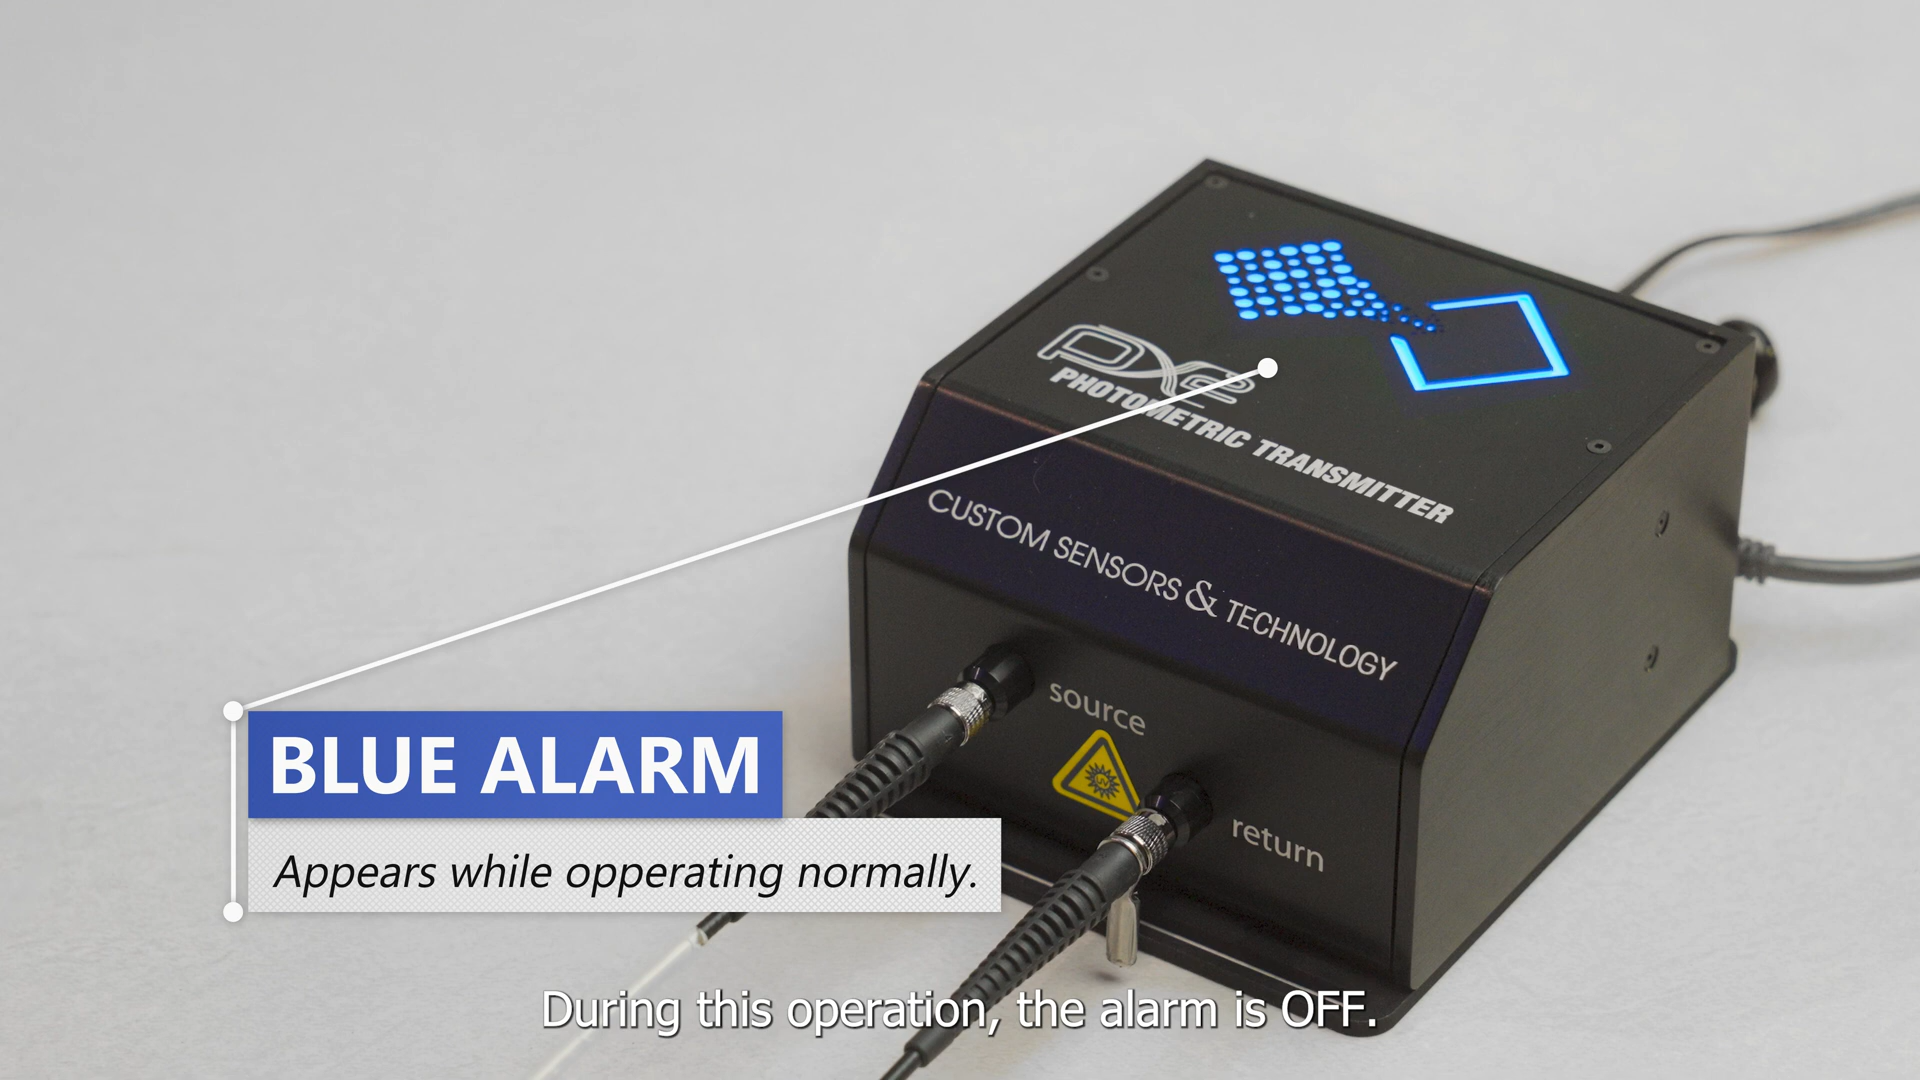 PX2
PHOTOMETRIC TRANSMITTER
CUSTOM SENSORS & TECHNOLOGY
source
UV
return
BLUE ALARM
Appears while opperating normally.
During this operation, the alarm is OFF.